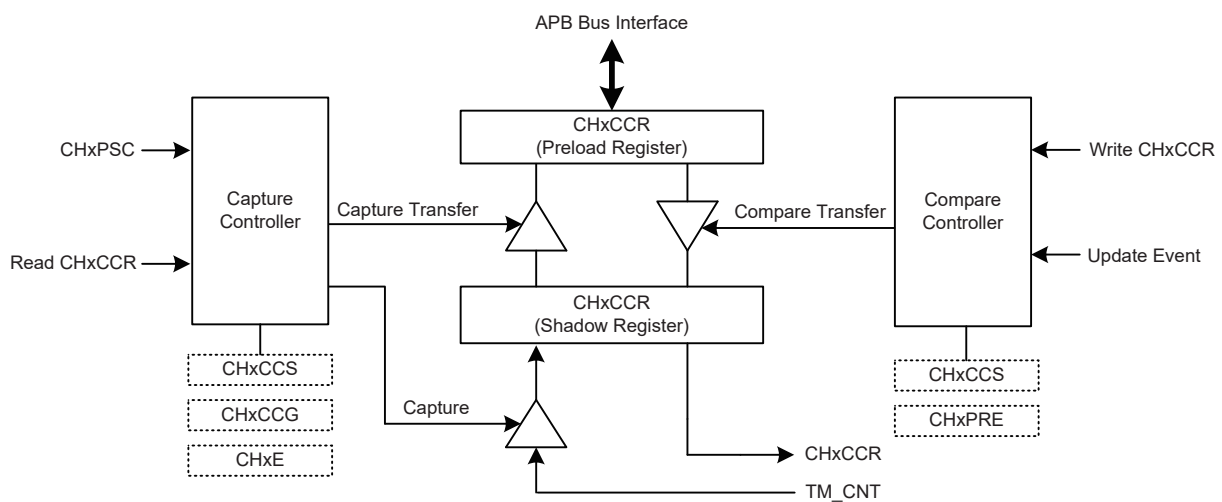 APB Bus Interface
CHxCCR
(Preload Register)
CHxPSC
Write CHxCCR
Capture
Controller
Capture Transfer
Compare Transfer
Compare
Controller
Read CHxCCR
Update Event
CHxCCR
(Shadow Register)
CHxCCS
CHxCCS
CHxCCG
Capture
CHxPRE
CHxE
CHxCCR
TM_CNT